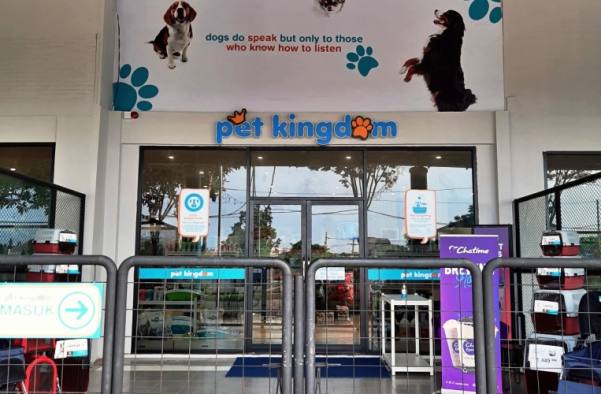 dogs do speak but only to those
who know how to listen
pet kingdom
pet kingdom
pet kingdom
Chatime
MASUK